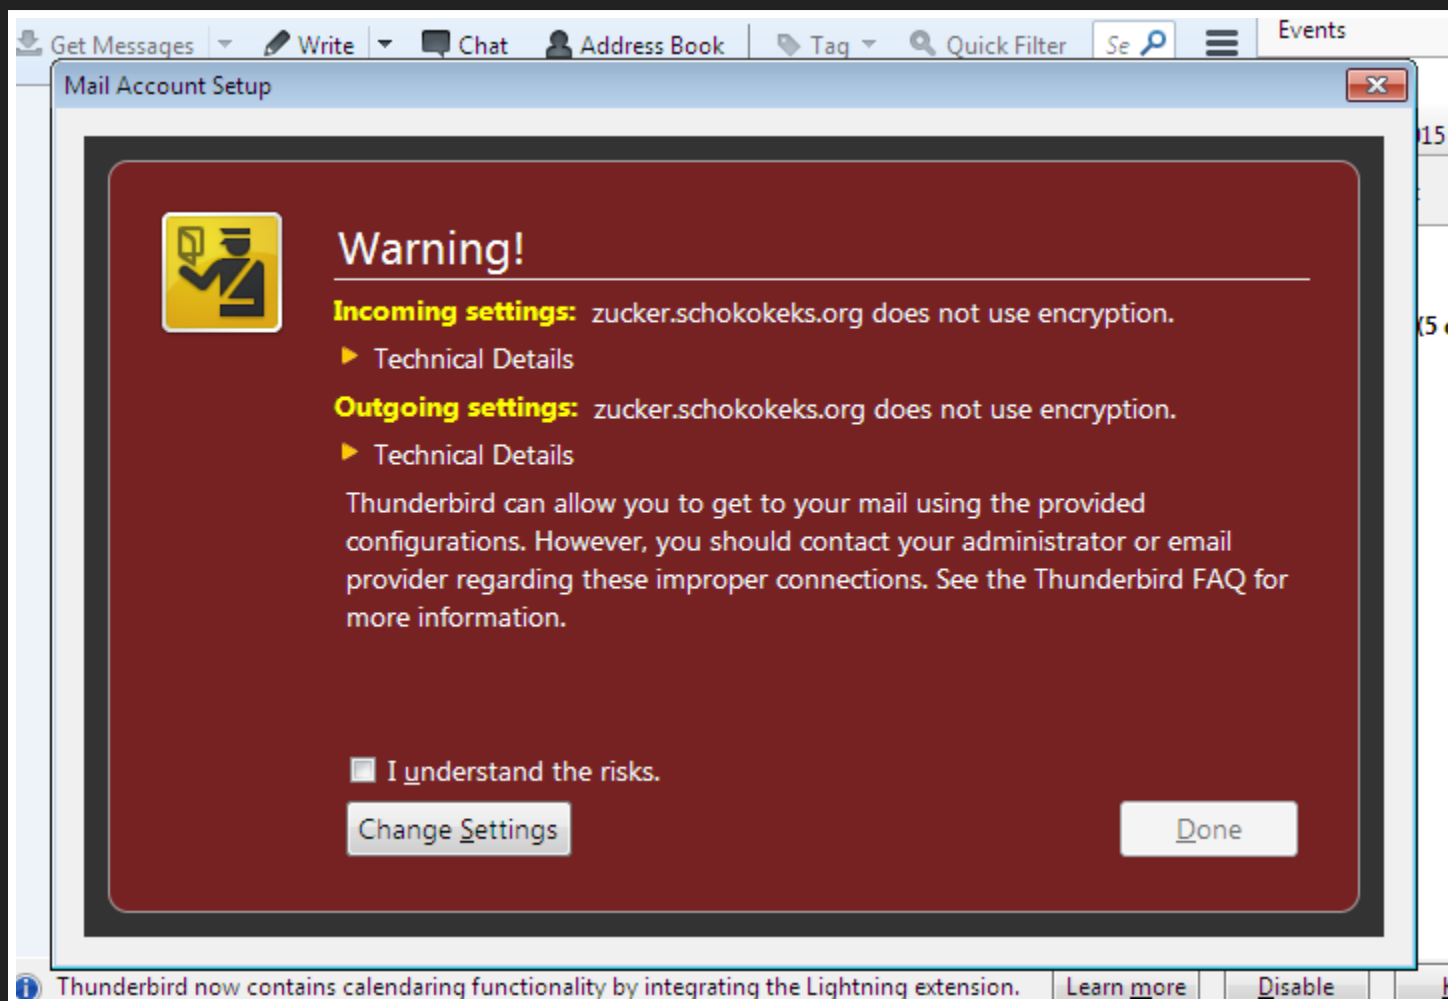 Get Messages Write Chat Address Book Tag Quick Filter Se Events
Mail Account Setup
15
Warning!
Incoming settings: zucker.schokokeks.org does not use encryption.
Technical Details
(5
Outgoing settings: zucker.schokokeks.org does not use encryption.
Technical Details
Thunderbird can allow you to get to your mail using the provided
configurations. However, you should contact your administrator or email
provider regarding these improper connections. See the Thunderbird FAQ for
more information.
I understand the risks.
Change Settings Done
Thunderbird now contains calendaring functionality by integrating the Lightning extension. Learn more Disable